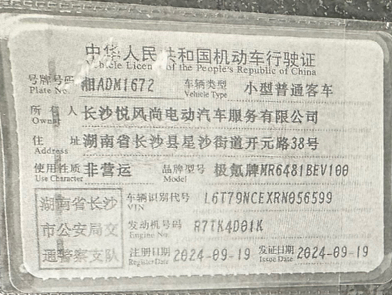 中华人民共和国机动车行驶证
Vehicle License of the People's Republic of China
号牌号码 湘ADM1672 车辆类型 小型普通客车
Plate No. Vehicle Type
所有人 长沙悦风尚电动汽车服务有限公司
Owner
住址 湖南省长沙县星沙街道开元路38号
Address
使用性质 非营运 品牌型号 极氪牌MR6481BEV100
Use Character Model
湖南省长沙 车辆识别代号 L6T79NCEXRN056599
VIN
市公安局交 发动机号码 R7TK4D01K
Engine No.
通警察支队 注册日期 2024-09-19 发证日期 2024-09-19
Register Date Issue Date